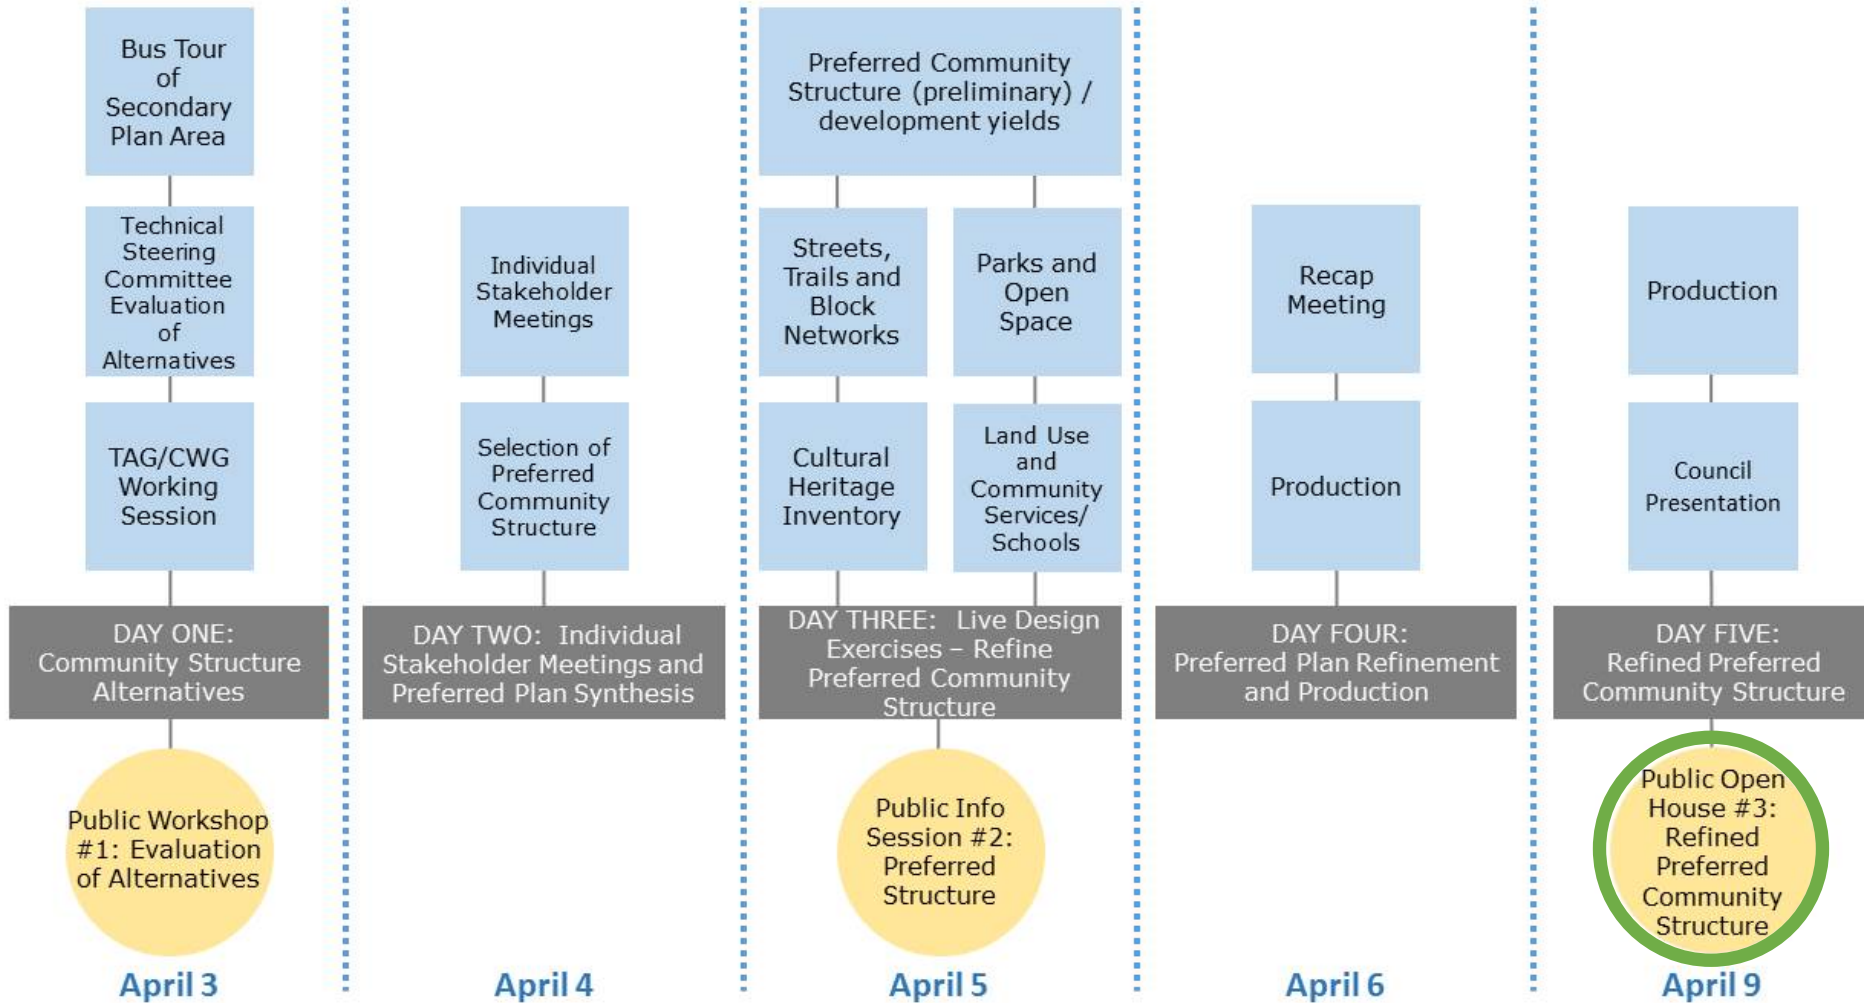 Bus Tour
of
Secondary
Plan Area
Technical
Steering
Committee
Evaluation
of
Alternatives
TAG/CWG
Working
Session
DAY ONE:
Community Structure
Alternatives
Public Workshop
#1: Evaluation
of Alternatives
April 3
Individual
Stakeholder
Meetings
Selection of
Preferred
Community
Structure
DAY TWO: Individual
Stakeholder Meetings and
Preferred Plan Synthesis
April 4
Preferred Community
Structure (preliminary) /
development yields
Streets,
Trails and
Block
Networks
Parks and
Open
Space
Cultural
Heritage
Inventory
Land Use
and
Community
Services/
Schools
DAY THREE: Live Design
Exercises – Refine
Preferred Community
Structure
Public Info
Session #2:
Preferred
Structure
April 5
Recap
Meeting
Production
DAY FOUR:
Preferred Plan Refinement
and Production
April 6
Production
Council
Presentation
DAY FIVE:
Refined Preferred
Community Structure
Public Open
House #3:
Refined
Preferred
Community
Structure
April 9